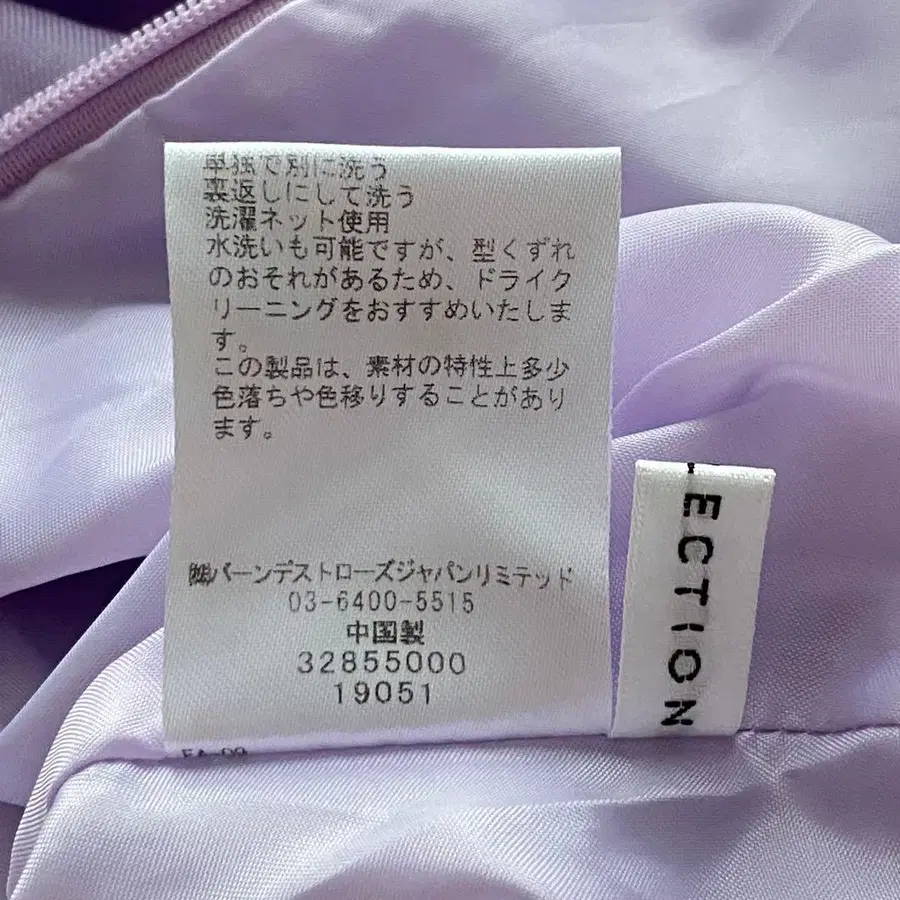 単独で別に洗う
裏返しにして洗う
洗濯ネット使用
水洗いも可能ですが、型くずれ
のおそれがあるため、ドライク
リーニングをおすすめいたしま
す。
この製品は、素材の特性上多少
色落ちや色移りすることがあり
ます。
㈱バーンデストローズジャパンリミテッド
03-6400-5515
中国製
32855000
19051
ECTION